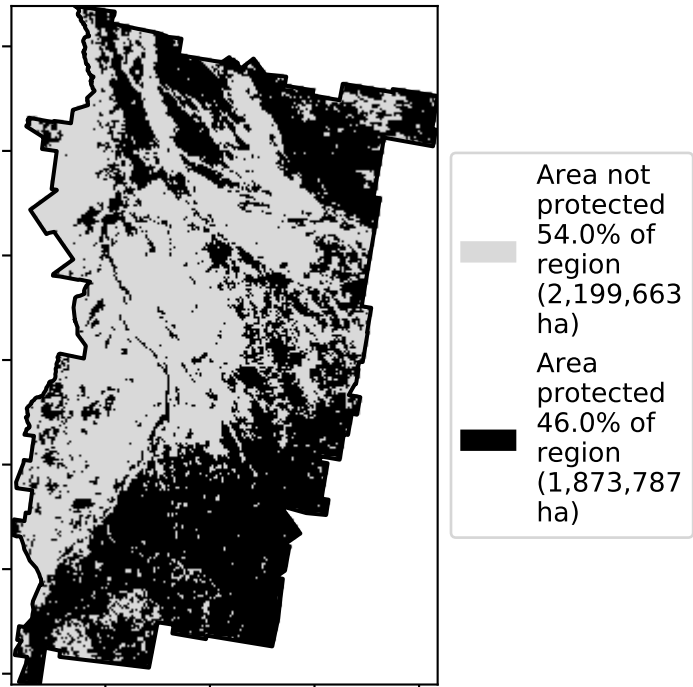 Area not
protected
54.0% of
region
(2,199,663
ha)
Area
protected
46.0% of
region
(1,873,787
ha)